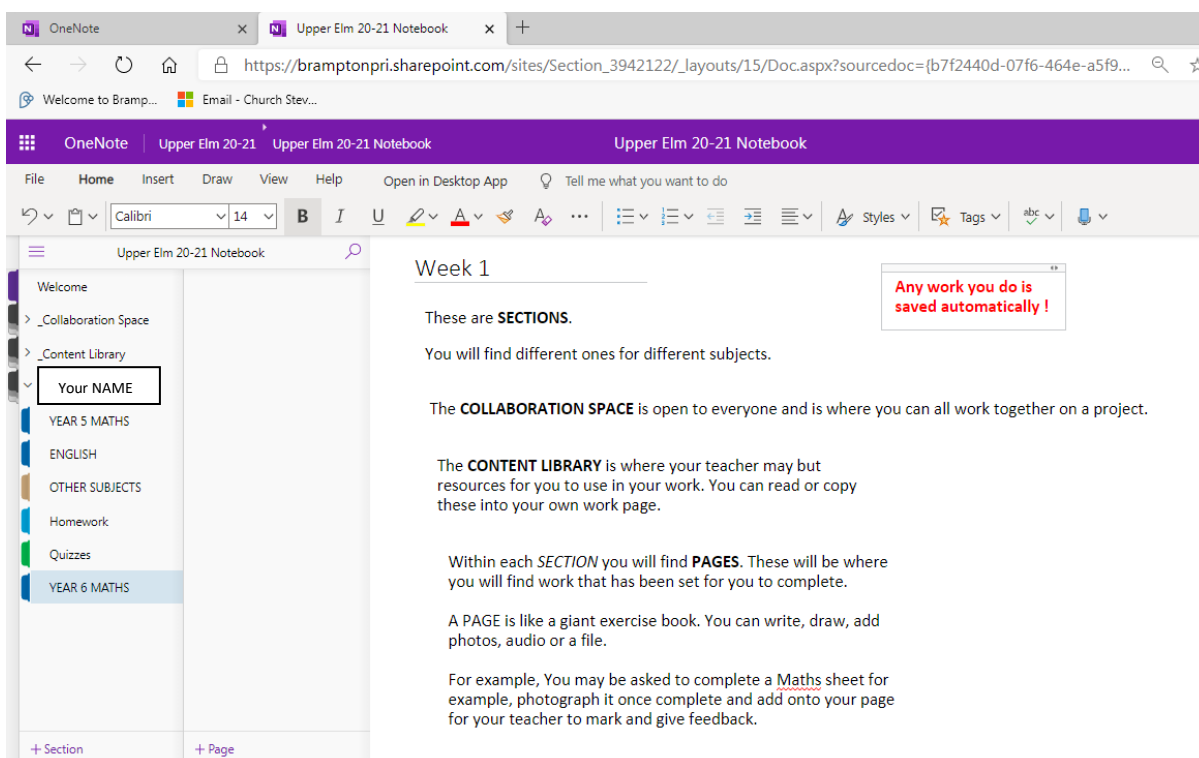 OneNote
Upper Elm 20-21 Notebook
https://bramptonpri.sharepoint.com/sites/Section_3942122/_layouts/15/Doc.aspx?sourcedoc={b7f2440d-07f6-464e-a5f9...
Welcome to Bramp...
Email - Church Stev...
OneNote
Upper Elm 20-21
Upper Elm 20-21 Notebook
Upper Elm 20-21 Notebook
File Home Insert Draw View Help Open in Desktop App Tell me what you want to do
Calibri 14 B I U A A Styles Tags abc
Upper Elm 20-21 Notebook
Welcome
_Collaboration Space
_Content Library
Your NAME
YEAR 5 MATHS
ENGLISH
OTHER SUBJECTS
Homework
Quizzes
YEAR 6 MATHS
+ Section
+ Page
Week 1
Any work you do is
saved automatically !
These are SECTIONS.
You will find different ones for different subjects.
The COLLABORATION SPACE is open to everyone and is where you can all work together on a project.
The CONTENT LIBRARY is where your teacher may but
resources for you to use in your work. You can read or copy
these into your own work page.
Within each SECTION you will find PAGES. These will be where
you will find work that has been set for you to complete.
A PAGE is like a giant exercise book. You can write, draw, add
photos, audio or a file.
For example, You may be asked to complete a Maths sheet for
example, photograph it once complete and add onto your page
for your teacher to mark and give feedback.